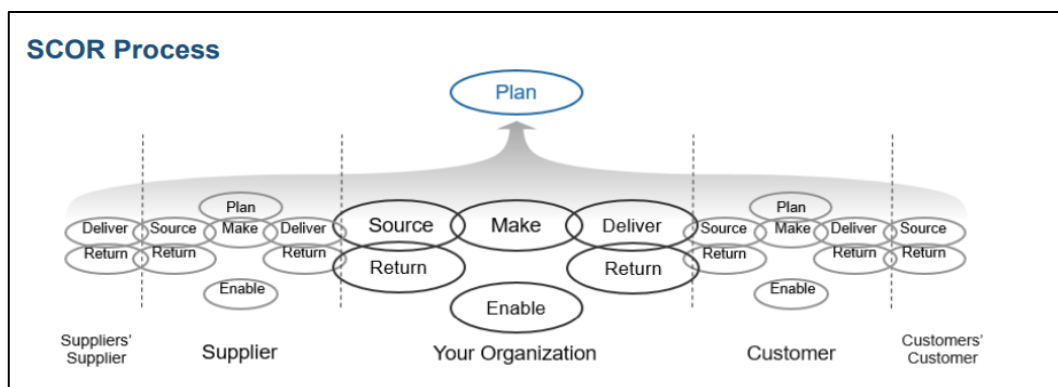 SCOR Process
Plan
Plan
Plan
Deliver
Source
Make
Deliver
Source
Make
Deliver
Source
Make
Deliver
Source
Return
Return
Return
Return
Return
Return
Return
Return
Enable
Enable
Enable
Suppliers'
Supplier
Supplier
Your Organization
Customer
Customers'
Customer